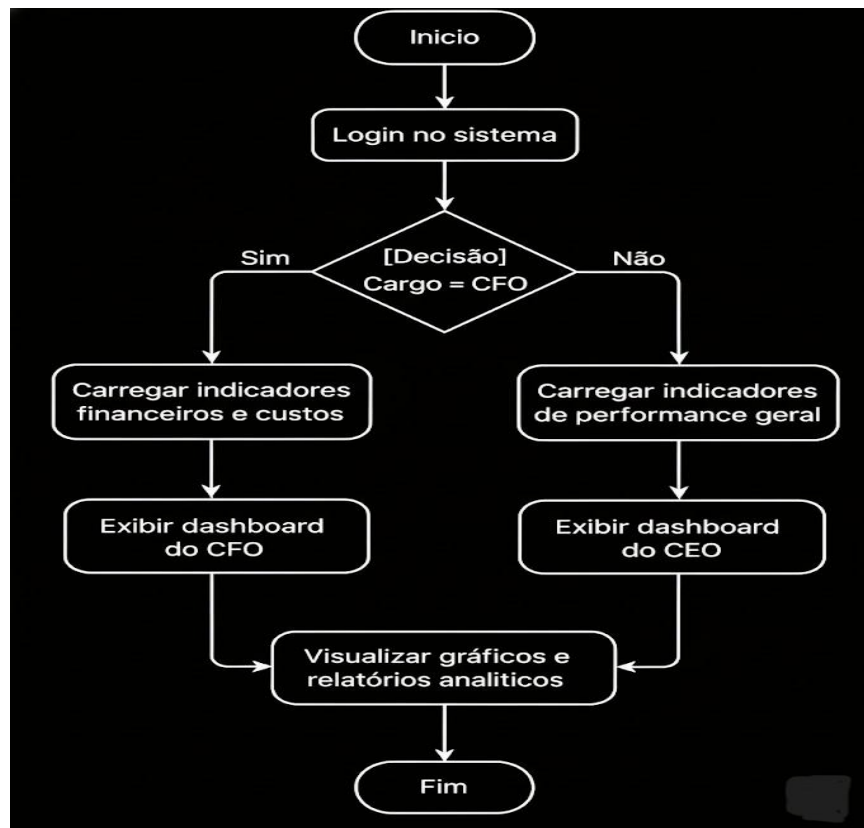 Inicio
Login no sistema
[Decisão]
Cargo = CFO
Sim
Não
Carregar indicadores
financeiros e custos
Carregar indicadores
de performance geral
Exibir dashboard
do CFO
Exibir dashboard
do CEO
Visualizar gráficos e
relatórios analiticos
Fim